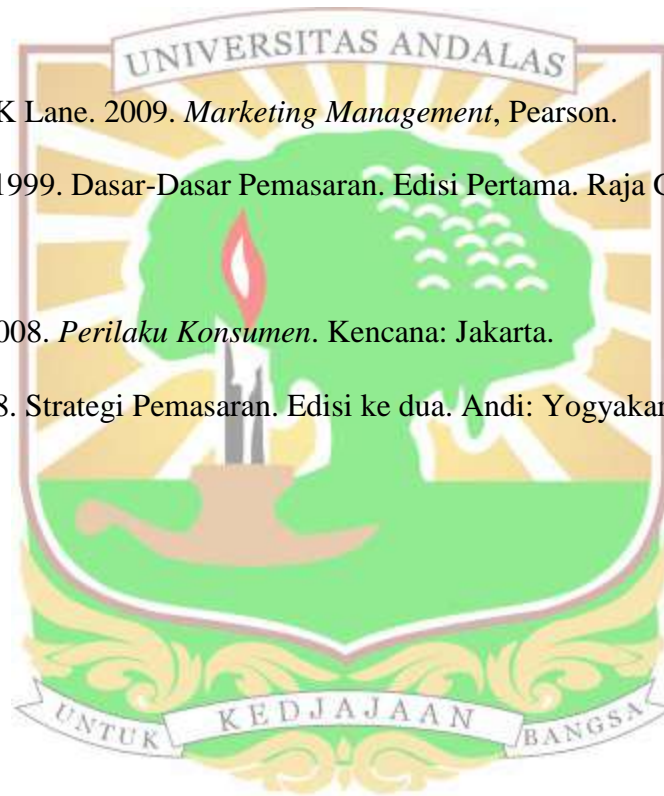 UNIVERSITAS ANDALAS
K Lane. 2009. Marketing Management, Pearson.
1999. Dasar-Dasar Pemasaran. Edisi Pertama. Raja
008. Perilaku Konsumen. Kencana: Jakarta.
8. Strategi Pemasaran. Edisi ke dua. Andi:
UNTUK KEDJAJAAN BANGSA